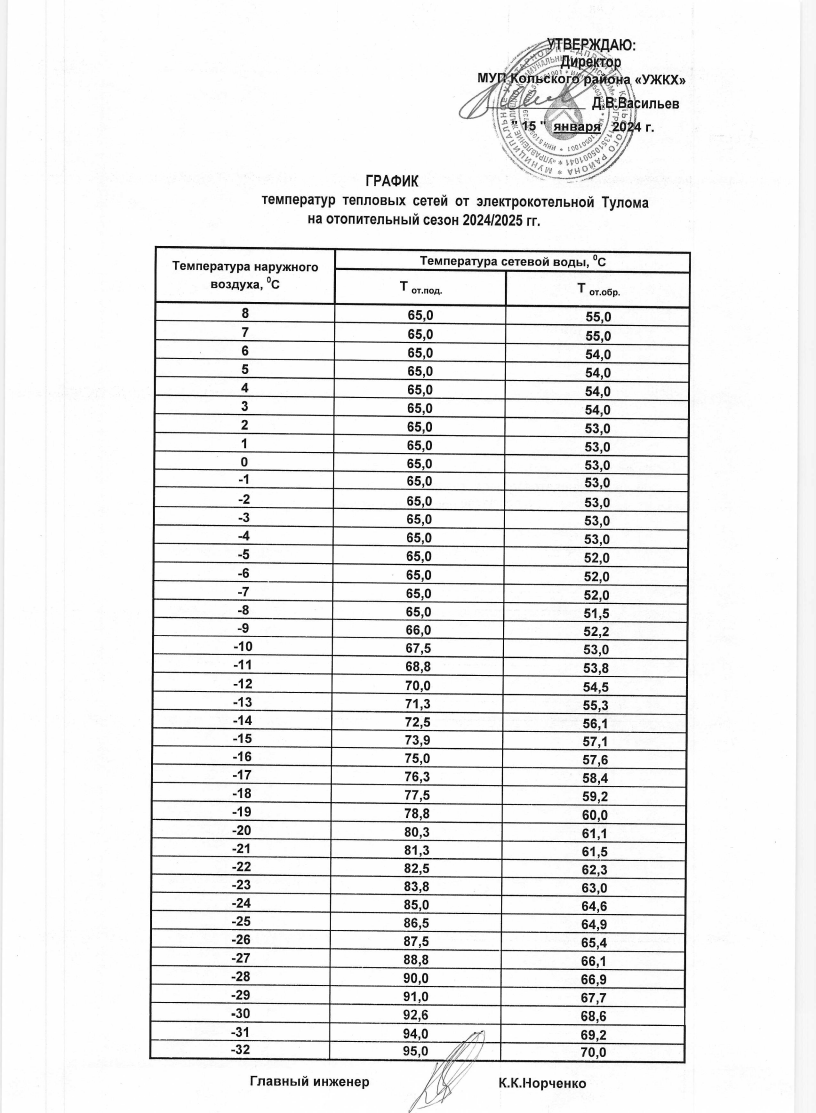 УТВЕРЖДАЮ:
Директор
МУП Кольского района «УЖКХ»
Д.В.Васильев
" 15 " января 2024 г.
ГРАФИК
температур тепловых сетей от электрокотельной Тулома
на отопительный сезон 2024/2025 гг.
Температура наружного воздуха, ⁰С Температура сетевой воды, ⁰С
Т от.под. Т от.обр.
8 65,0 55,0
7 65,0 55,0
6 65,0 54,0
5 65,0 54,0
4 65,0 54,0
3 65,0 54,0
2 65,0 53,0
1 65,0 53,0
0 65,0 53,0
-1 65,0 53,0
-2 65,0 53,0
-3 65,0 53,0
-4 65,0 53,0
-5 65,0 52,0
-6 65,0 52,0
-7 65,0 52,0
-8 65,0 51,5
-9 66,0 52,2
-10 67,5 53,0
-11 68,8 53,8
-12 70,0 54,5
-13 71,3 55,3
-14 72,5 56,1
-15 73,9 57,1
-16 75,0 57,6
-17 76,3 58,4
-18 77,5 59,2
-19 78,8 60,0
-20 80,3 61,1
-21 81,3 61,5
-22 82,5 62,3
-23 83,8 63,0
-24 85,0 64,6
-25 86,5 64,9
-26 87,5 65,4
-27 88,8 66,1
-28 90,0 66,9
-29 91,0 67,7
-30 92,6 68,6
-31 94,0 69,2
-32 95,0 70,0
Главный инженер К.К.Норченко